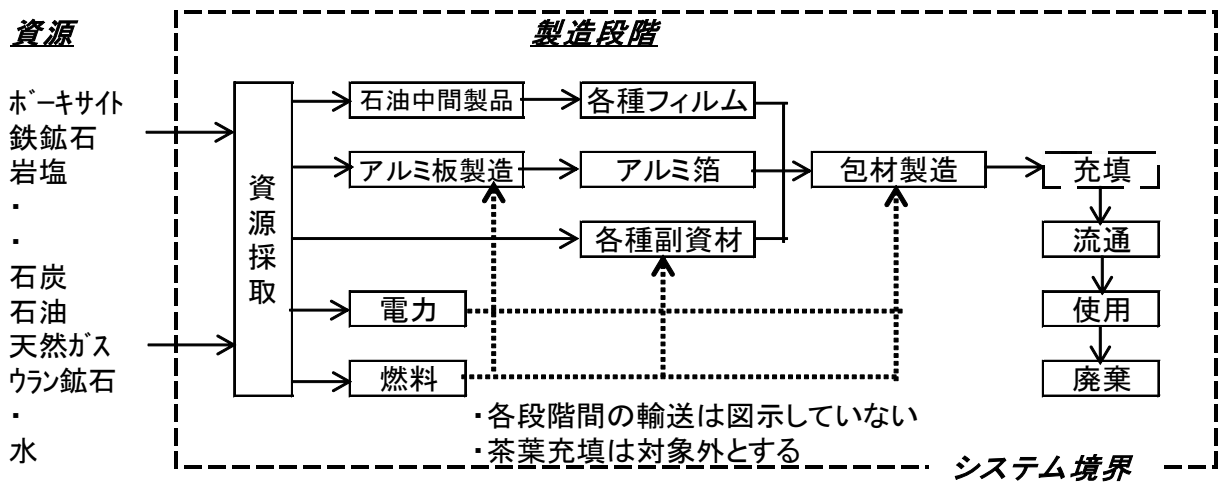 資源
製造段階
ﾎﾞｰｷｻｲﾄ
鉄鉱石
岩塩
・
・
石炭
石油
天然ｶﾞｽ
ｳﾗﾝ鉱石
・
水
資源採取
石油中間製品
各種フィルム
アルミ板製造
アルミ箔
包材製造
充填
各種副資材
流通
電力
使用
燃料
廃棄
・各段階間の輸送は図示していない
・茶葉充填は対象外とする
システム境界